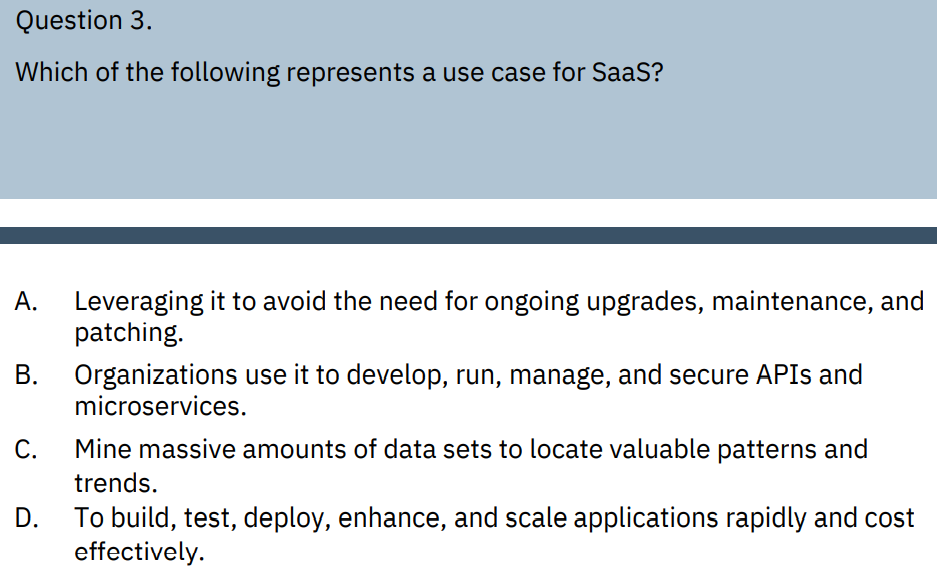 Question 3.
Which of the following represents a use case for SaaS?
A. Leveraging it to avoid the need for ongoing upgrades, maintenance, and
patching.
B. Organizations use it to develop, run, manage, and secure APIs and
microservices.
C. Mine massive amounts of data sets to locate valuable patterns and
trends.
D. To build, test, deploy, enhance, and scale applications rapidly and cost
effectively.